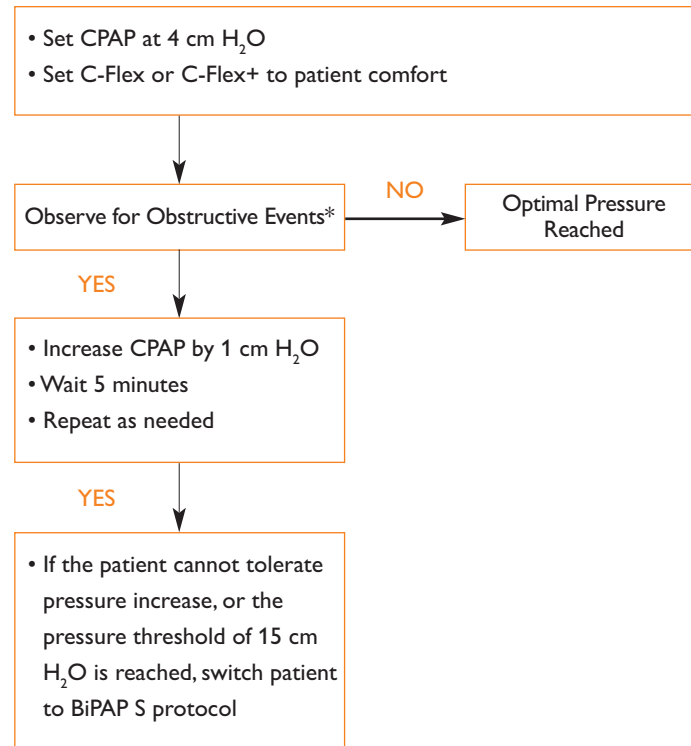 • Set CPAP at 4 cm H₂O
• Set C-Flex or C-Flex+ to patient comfort
Observe for Obstructive Events*
NO
Optimal Pressure
Reached
YES
• Increase CPAP by 1 cm H₂O
• Wait 5 minutes
• Repeat as needed
YES
• If the patient cannot tolerate
pressure increase, or the
pressure threshold of 15 cm
H₂O is reached, switch patient
to BiPAP S protocol